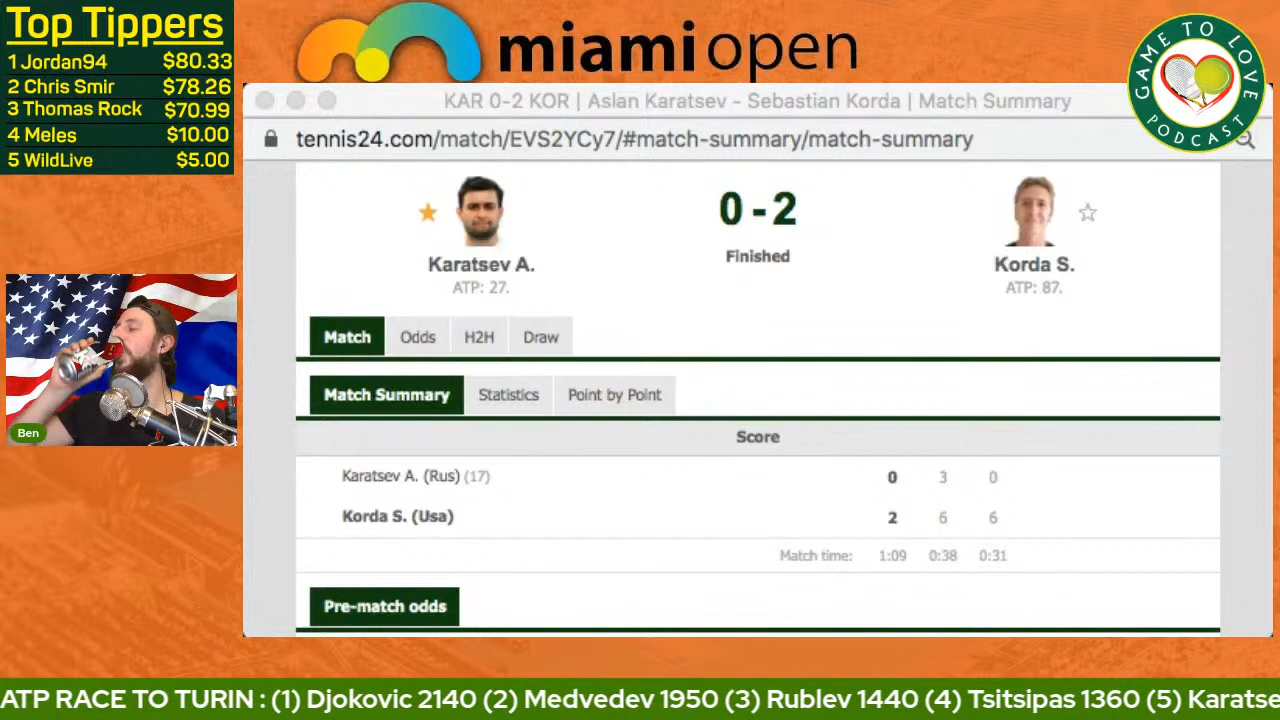 Top Tippers
1 Jordan94 $80.33
2 Chris Smir $78.26
3 Thomas Rock $70.99
4 Meles $10.00
5 WildLive $5.00
miami open
GAME TO LOVE
PODCAST
KAR 0-2 KOR | Aslan Karatsev - Sebastian Korda | Match Summary
tennis24.com/match/EVS2YCy7/#match-summary/match-summary
0 - 2
Finished
Karatsev A.
ATP: 27.
Korda S.
ATP: 87.
Match Odds H2H Draw
Match Summary Statistics Point by Point
Score
Karatsev A. (Rus) (17) 0 3 0
Korda S. (Usa) 2 6 6
Match time: 1:09 0:38 0:31
Pre-match odds
Ben
ATP RACE TO TURIN : (1) Djokovic 2140 (2) Medvedev 1950 (3) Rublev 1440 (4) Tsitsipas 1360 (5) Karatse